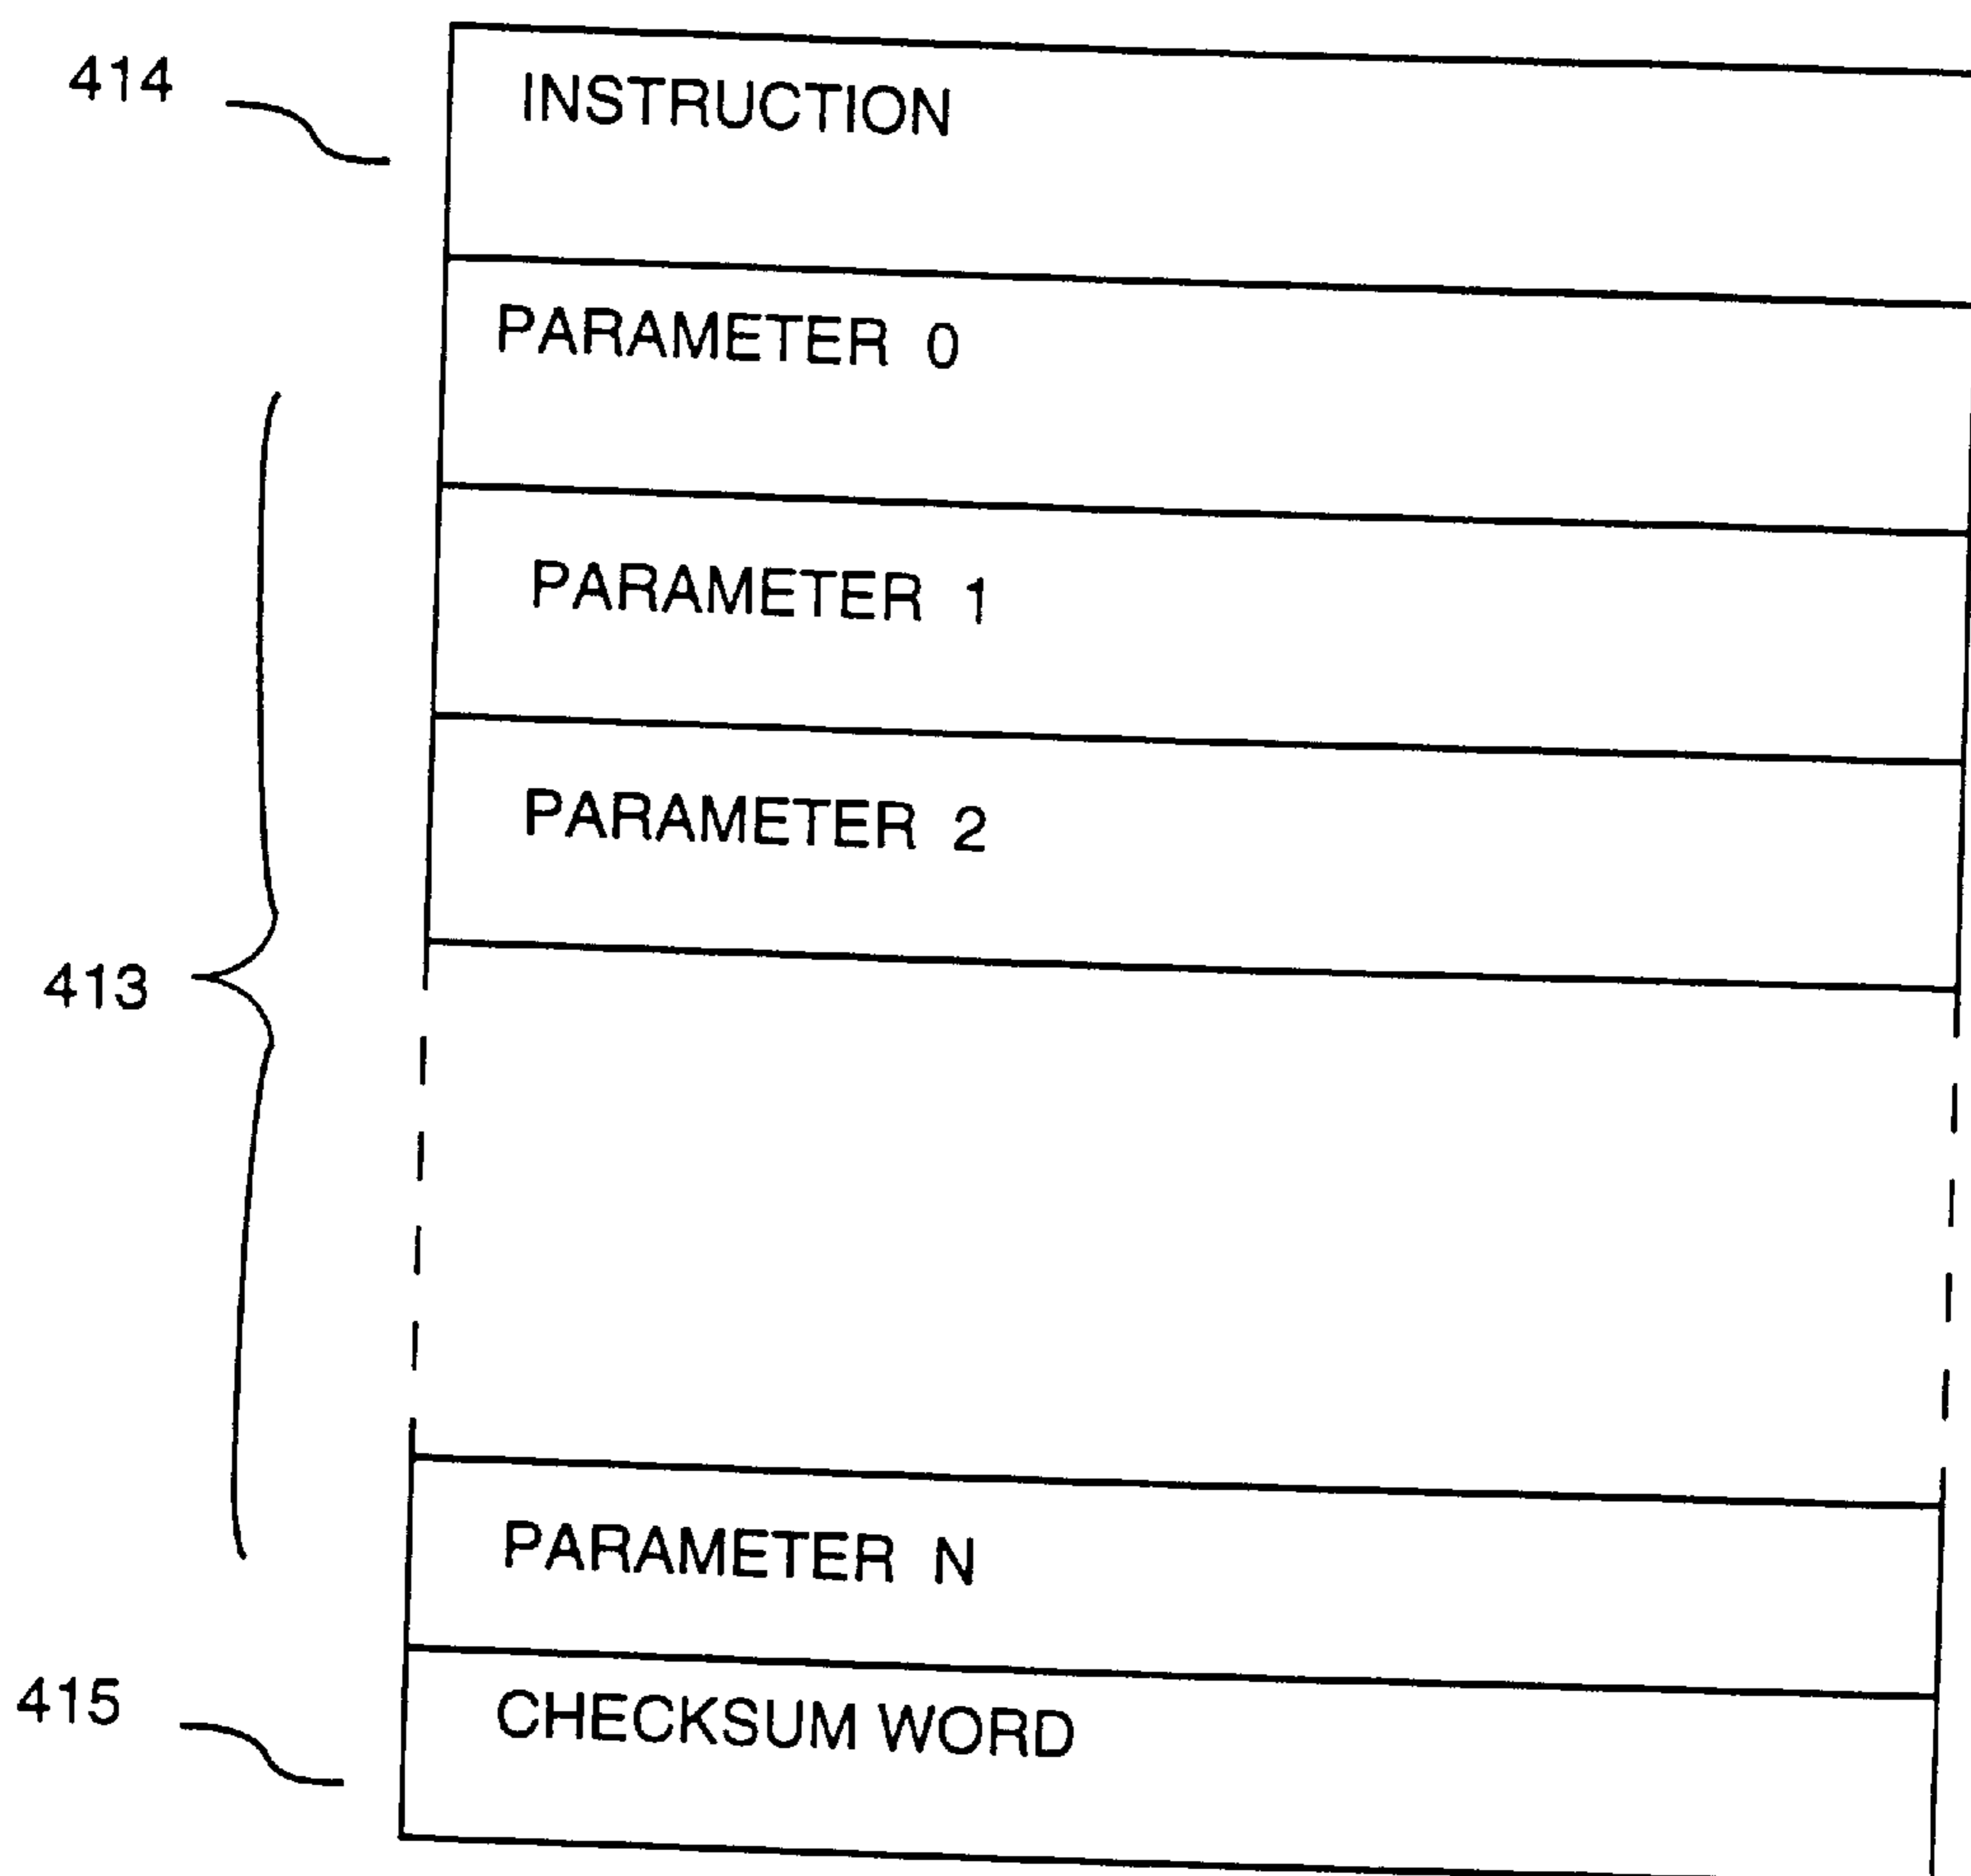 414
INSTRUCTION
PARAMETER 0
PARAMETER 1
PARAMETER 2
413
PARAMETER N
415
CHECKSUM WORD